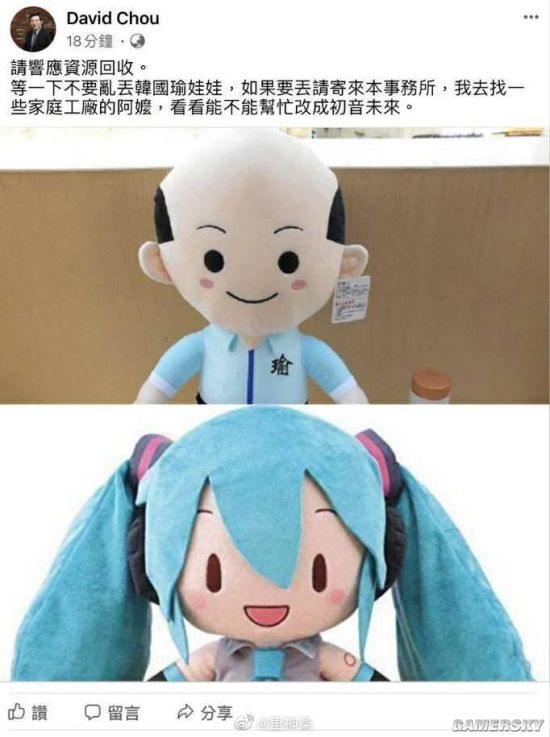 David Chou
18分鐘 ·
請響應資源回收。
等一下不要亂丟韓國瑜娃娃，如果要丟請寄來本事務所，我去找一
些家庭工廠的阿嬤，看看能不能幫忙改成初音未來。
瑜
讚
留言
分享
GAMERSKY